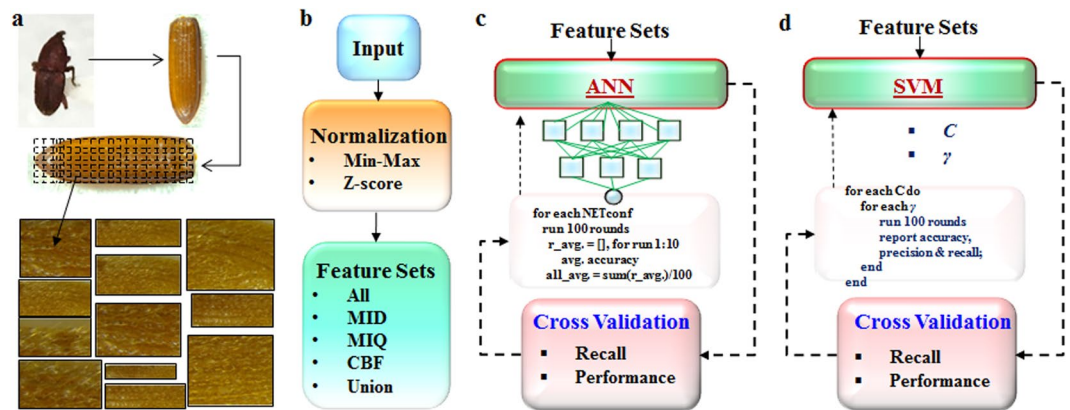 a
b
Input
Normalization
• Min-Max
• Z-score
Feature Sets
• All
• MID
• MIQ
• CBF
• Union
c
Feature Sets
ANN
for each NETconf
run 100 rounds
r_avg. = [], for run 1:10
avg. accuracy
all_avg. = sum(r_avg.)/100
Cross Validation
▪ Recall
▪ Performance
d
Feature Sets
SVM
▪ C
▪ γ
for each C do
for each γ
run 100 rounds
report accuracy,
precision & recall;
end
end
Cross Validation
▪ Recall
▪ Performance